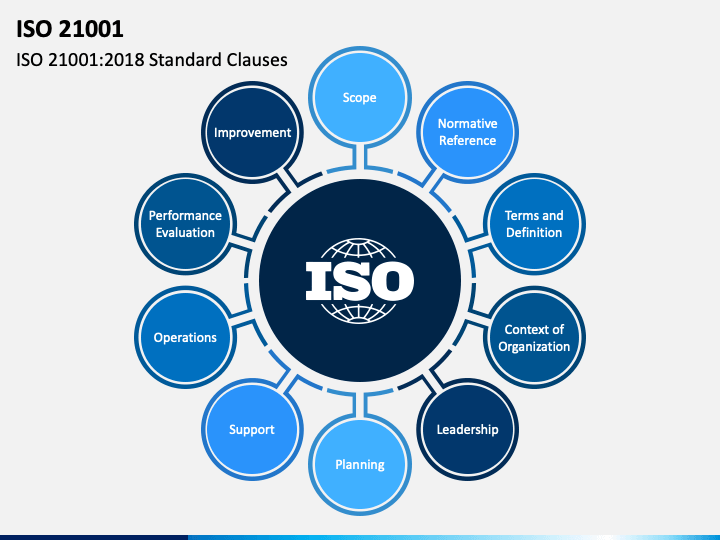 ISO 21001
ISO 21001:2018 Standard Clauses
Scope
Normative
Reference
Terms and
Definition
Context of
Organization
Leadership
Planning
Support
Operations
Performance
Evaluation
Improvement
ISO